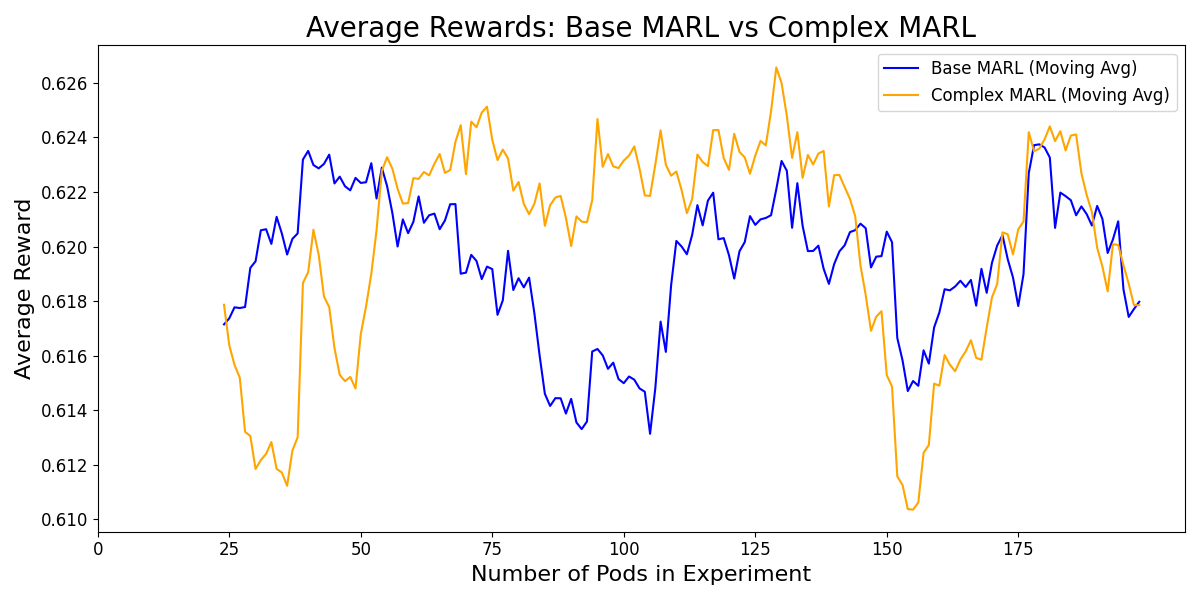 Average Rewards: Base MARL vs Complex MARL
Base MARL (Moving Avg)
Complex MARL (Moving Avg)
Average Reward
0.626
0.624
0.622
0.620
0.618
0.616
0.614
0.612
0.610
0 25 50 75 100 125 150 175
Number of Pods in Experiment